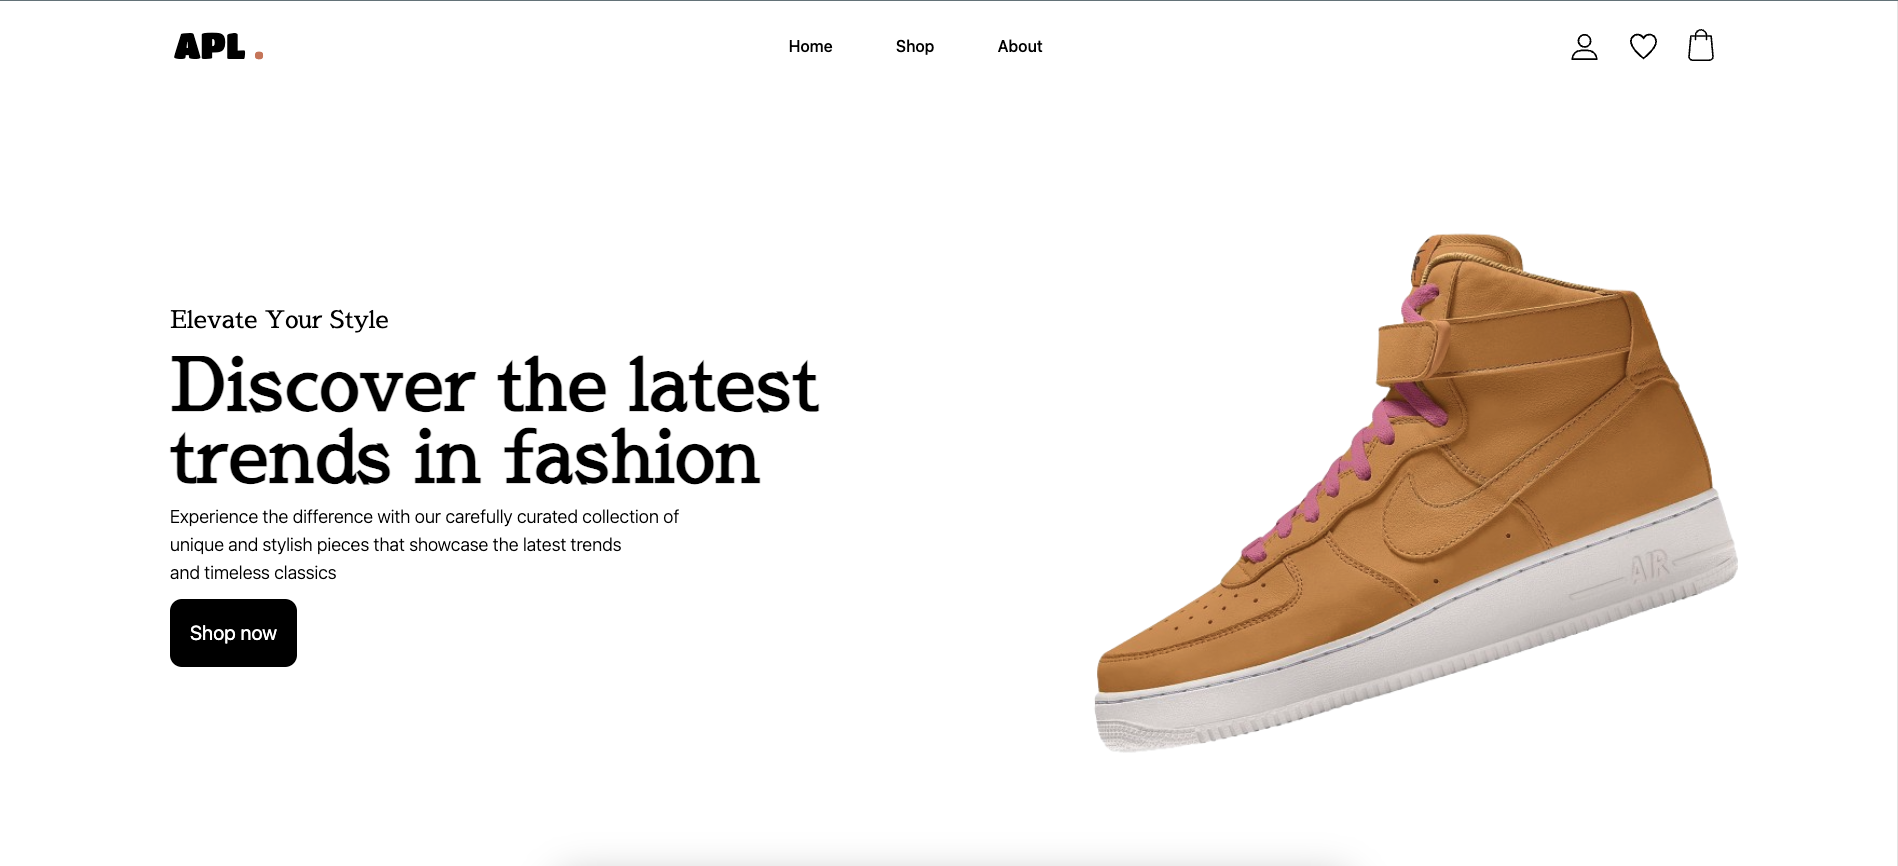 APL .
Home
Shop
About
Elevate Your Style
Discover the latest
trends in fashion
Experience the difference with our carefully curated collection of
unique and stylish pieces that showcase the latest trends
and timeless classics
Shop now
AIR